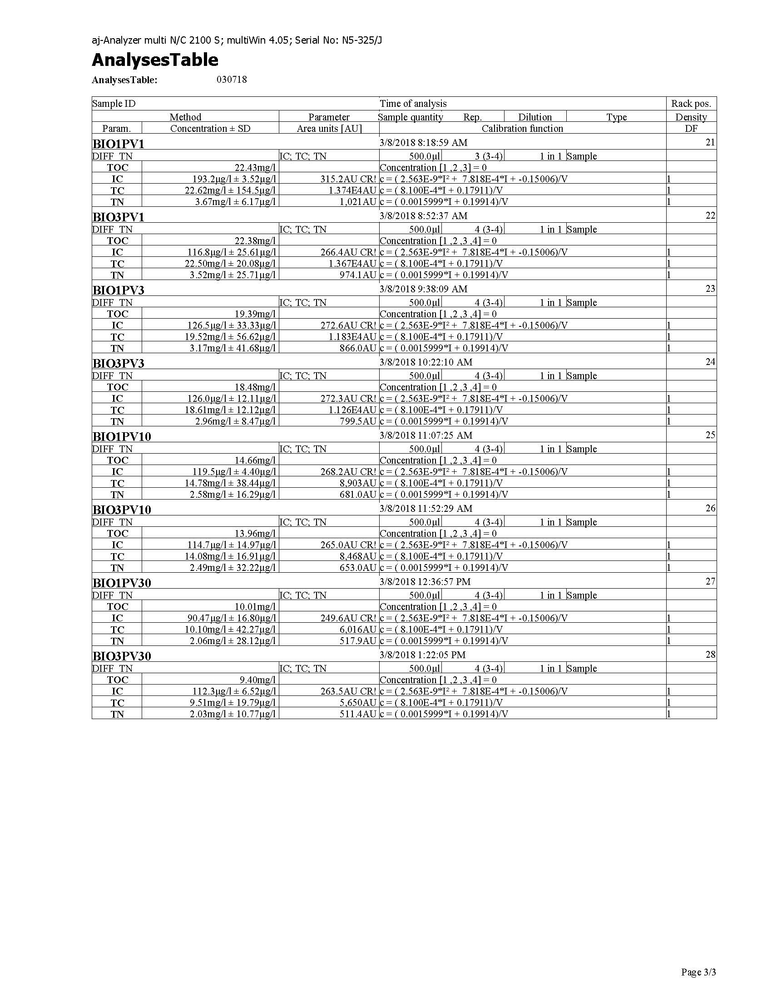 aj-Analyzer multi N/C 2100 S; multiWin 4.05; Serial No: N5-325/J
AnalysesTable
AnalysesTable: 030718
Sample ID Time of analysis Rack pos.
Method Parameter Sample quantity Rep. Dilution Type Density
Param. Concentration ± SD Area units [AU] Calibration function DF
BIO1PV1 3/8/2018 8:18:59 AM 21
DIFF TN IC; TC; TN 500.0µl 3 (3-4) 1 in 1 Sample
TOC 22.43mg/l Concentration [1 ,2 ,3] = 0
IC 193.2µg/l ± 3.52µg/l 315.2AU CR! c = ( 2.563E-9*I² + 7.818E-4*I + -0.15006)/V 1
TC 22.62mg/l ± 154.5µg/l 1.374E4AU c = ( 8.100E-4*I + 0.17911)/V 1
TN 3.67mg/l ± 6.17µg/l 1,021AU c = ( 0.0015999*I + 0.19914)/V 1
BIO3PV1 3/8/2018 8:52:37 AM 22
DIFF TN IC; TC; TN 500.0µl 4 (3-4) 1 in 1 Sample
TOC 22.38mg/l Concentration [1 ,2 ,3 ,4] = 0
IC 116.8µg/l ± 25.61µg/l 266.4AU CR! c = ( 2.563E-9*I² + 7.818E-4*I + -0.15006)/V 1
TC 22.50mg/l ± 20.08µg/l 1.367E4AU c = ( 8.100E-4*I + 0.17911)/V 1
TN 3.52mg/l ± 25.71µg/l 974.1AU c = ( 0.0015999*I + 0.19914)/V 1
BIO1PV3 3/8/2018 9:38:09 AM 23
DIFF TN IC; TC; TN 500.0µl 4 (3-4) 1 in 1 Sample
TOC 19.39mg/l Concentration [1 ,2 ,3 ,4] = 0
IC 126.5µg/l ± 33.33µg/l 272.6AU CR! c = ( 2.563E-9*I² + 7.818E-4*I + -0.15006)/V 1
TC 19.52mg/l ± 56.62µg/l 1.183E4AU c = ( 8.100E-4*I + 0.17911)/V 1
TN 3.17mg/l ± 41.68µg/l 866.0AU c = ( 0.0015999*I + 0.19914)/V 1
BIO3PV3 3/8/2018 10:22:10 AM 24
DIFF TN IC; TC; TN 500.0µl 4 (3-4) 1 in 1 Sample
TOC 18.48mg/l Concentration [1 ,2 ,3 ,4] = 0
IC 126.0µg/l ± 12.11µg/l 272.3AU CR! c = ( 2.563E-9*I² + 7.818E-4*I + -0.15006)/V 1
TC 18.61mg/l ± 12.12µg/l 1.126E4AU c = ( 8.100E-4*I + 0.17911)/V 1
TN 2.96mg/l ± 8.47µg/l 799.5AU c = ( 0.0015999*I + 0.19914)/V 1
BIO1PV10 3/8/2018 11:07:25 AM 25
DIFF TN IC; TC; TN 500.0µl 4 (3-4) 1 in 1 Sample
TOC 14.66mg/l Concentration [1 ,2 ,3 ,4] = 0
IC 119.5µg/l ± 4.40µg/l 268.2AU CR! c = ( 2.563E-9*I² + 7.818E-4*I + -0.15006)/V 1
TC 14.78mg/l ± 38.44µg/l 8,903AU c = ( 8.100E-4*I + 0.17911)/V 1
TN 2.58mg/l ± 16.29µg/l 681.0AU c = ( 0.0015999*I + 0.19914)/V 1
BIO3PV10 3/8/2018 11:52:29 AM 26
DIFF TN IC; TC; TN 500.0µl 4 (3-4) 1 in 1 Sample
TOC 13.96mg/l Concentration [1 ,2 ,3 ,4] = 0
IC 114.7µg/l ± 14.97µg/l 265.0AU CR! c = ( 2.563E-9*I² + 7.818E-4*I + -0.15006)/V 1
TC 14.08mg/l ± 16.91µg/l 8,468AU c = ( 8.100E-4*I + 0.17911)/V 1
TN 2.49mg/l ± 32.22µg/l 653.0AU c = ( 0.0015999*I + 0.19914)/V 1
BIO1PV30 3/8/2018 12:36:57 PM 27
DIFF TN IC; TC; TN 500.0µl 4 (3-4) 1 in 1 Sample
TOC 10.01mg/l Concentration [1 ,2 ,3 ,4] = 0
IC 90.47µg/l ± 16.80µg/l 249.6AU CR! c = ( 2.563E-9*I² + 7.818E-4*I + -0.15006)/V 1
TC 10.10mg/l ± 42.27µg/l 6,016AU c = ( 8.100E-4*I + 0.17911)/V 1
TN 2.06mg/l ± 28.12µg/l 517.9AU c = ( 0.0015999*I + 0.19914)/V 1
BIO3PV30 3/8/2018 1:22:05 PM 28
DIFF TN IC; TC; TN 500.0µl 4 (3-4) 1 in 1 Sample
TOC 9.40mg/l Concentration [1 ,2 ,3 ,4] = 0
IC 112.3µg/l ± 6.52µg/l 263.5AU CR! c = ( 2.563E-9*I² + 7.818E-4*I + -0.15006)/V 1
TC 9.51mg/l ± 19.79µg/l 5,650AU c = ( 8.100E-4*I + 0.17911)/V 1
TN 2.03mg/l ± 10.77µg/l 511.4AU c = ( 0.0015999*I + 0.19914)/V 1
Page 3/3